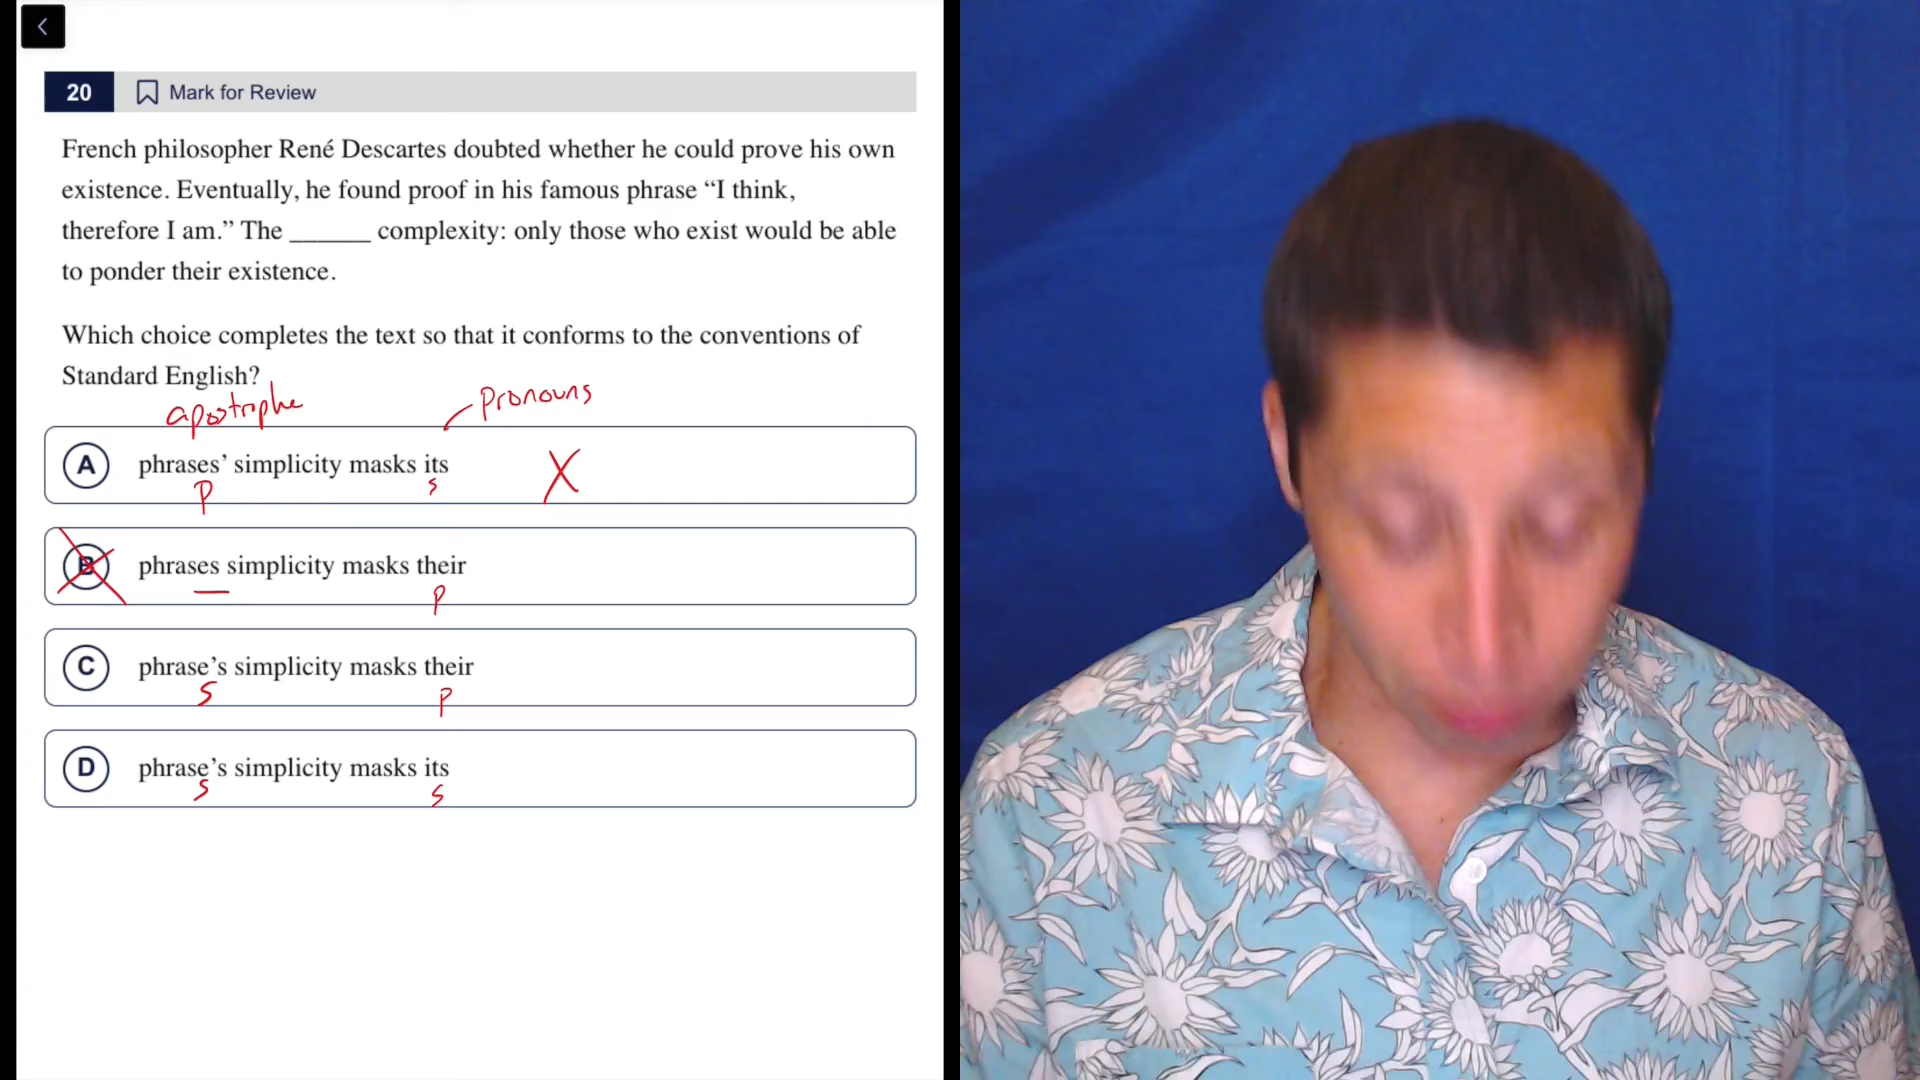 20 Mark for Review
French philosopher René Descartes doubted whether he could prove his own
existence. Eventually, he found proof in his famous phrase “I think,
therefore I am.” The ______ complexity: only those who exist would be able
to ponder their existence.
Which choice completes the text so that it conforms to the conventions of
Standard English?
apostrophe
pronouns
A phrases’ simplicity masks its X
p s
B phrases simplicity masks their
p
C phrase’s simplicity masks their
s p
D phrase’s simplicity masks its
s s